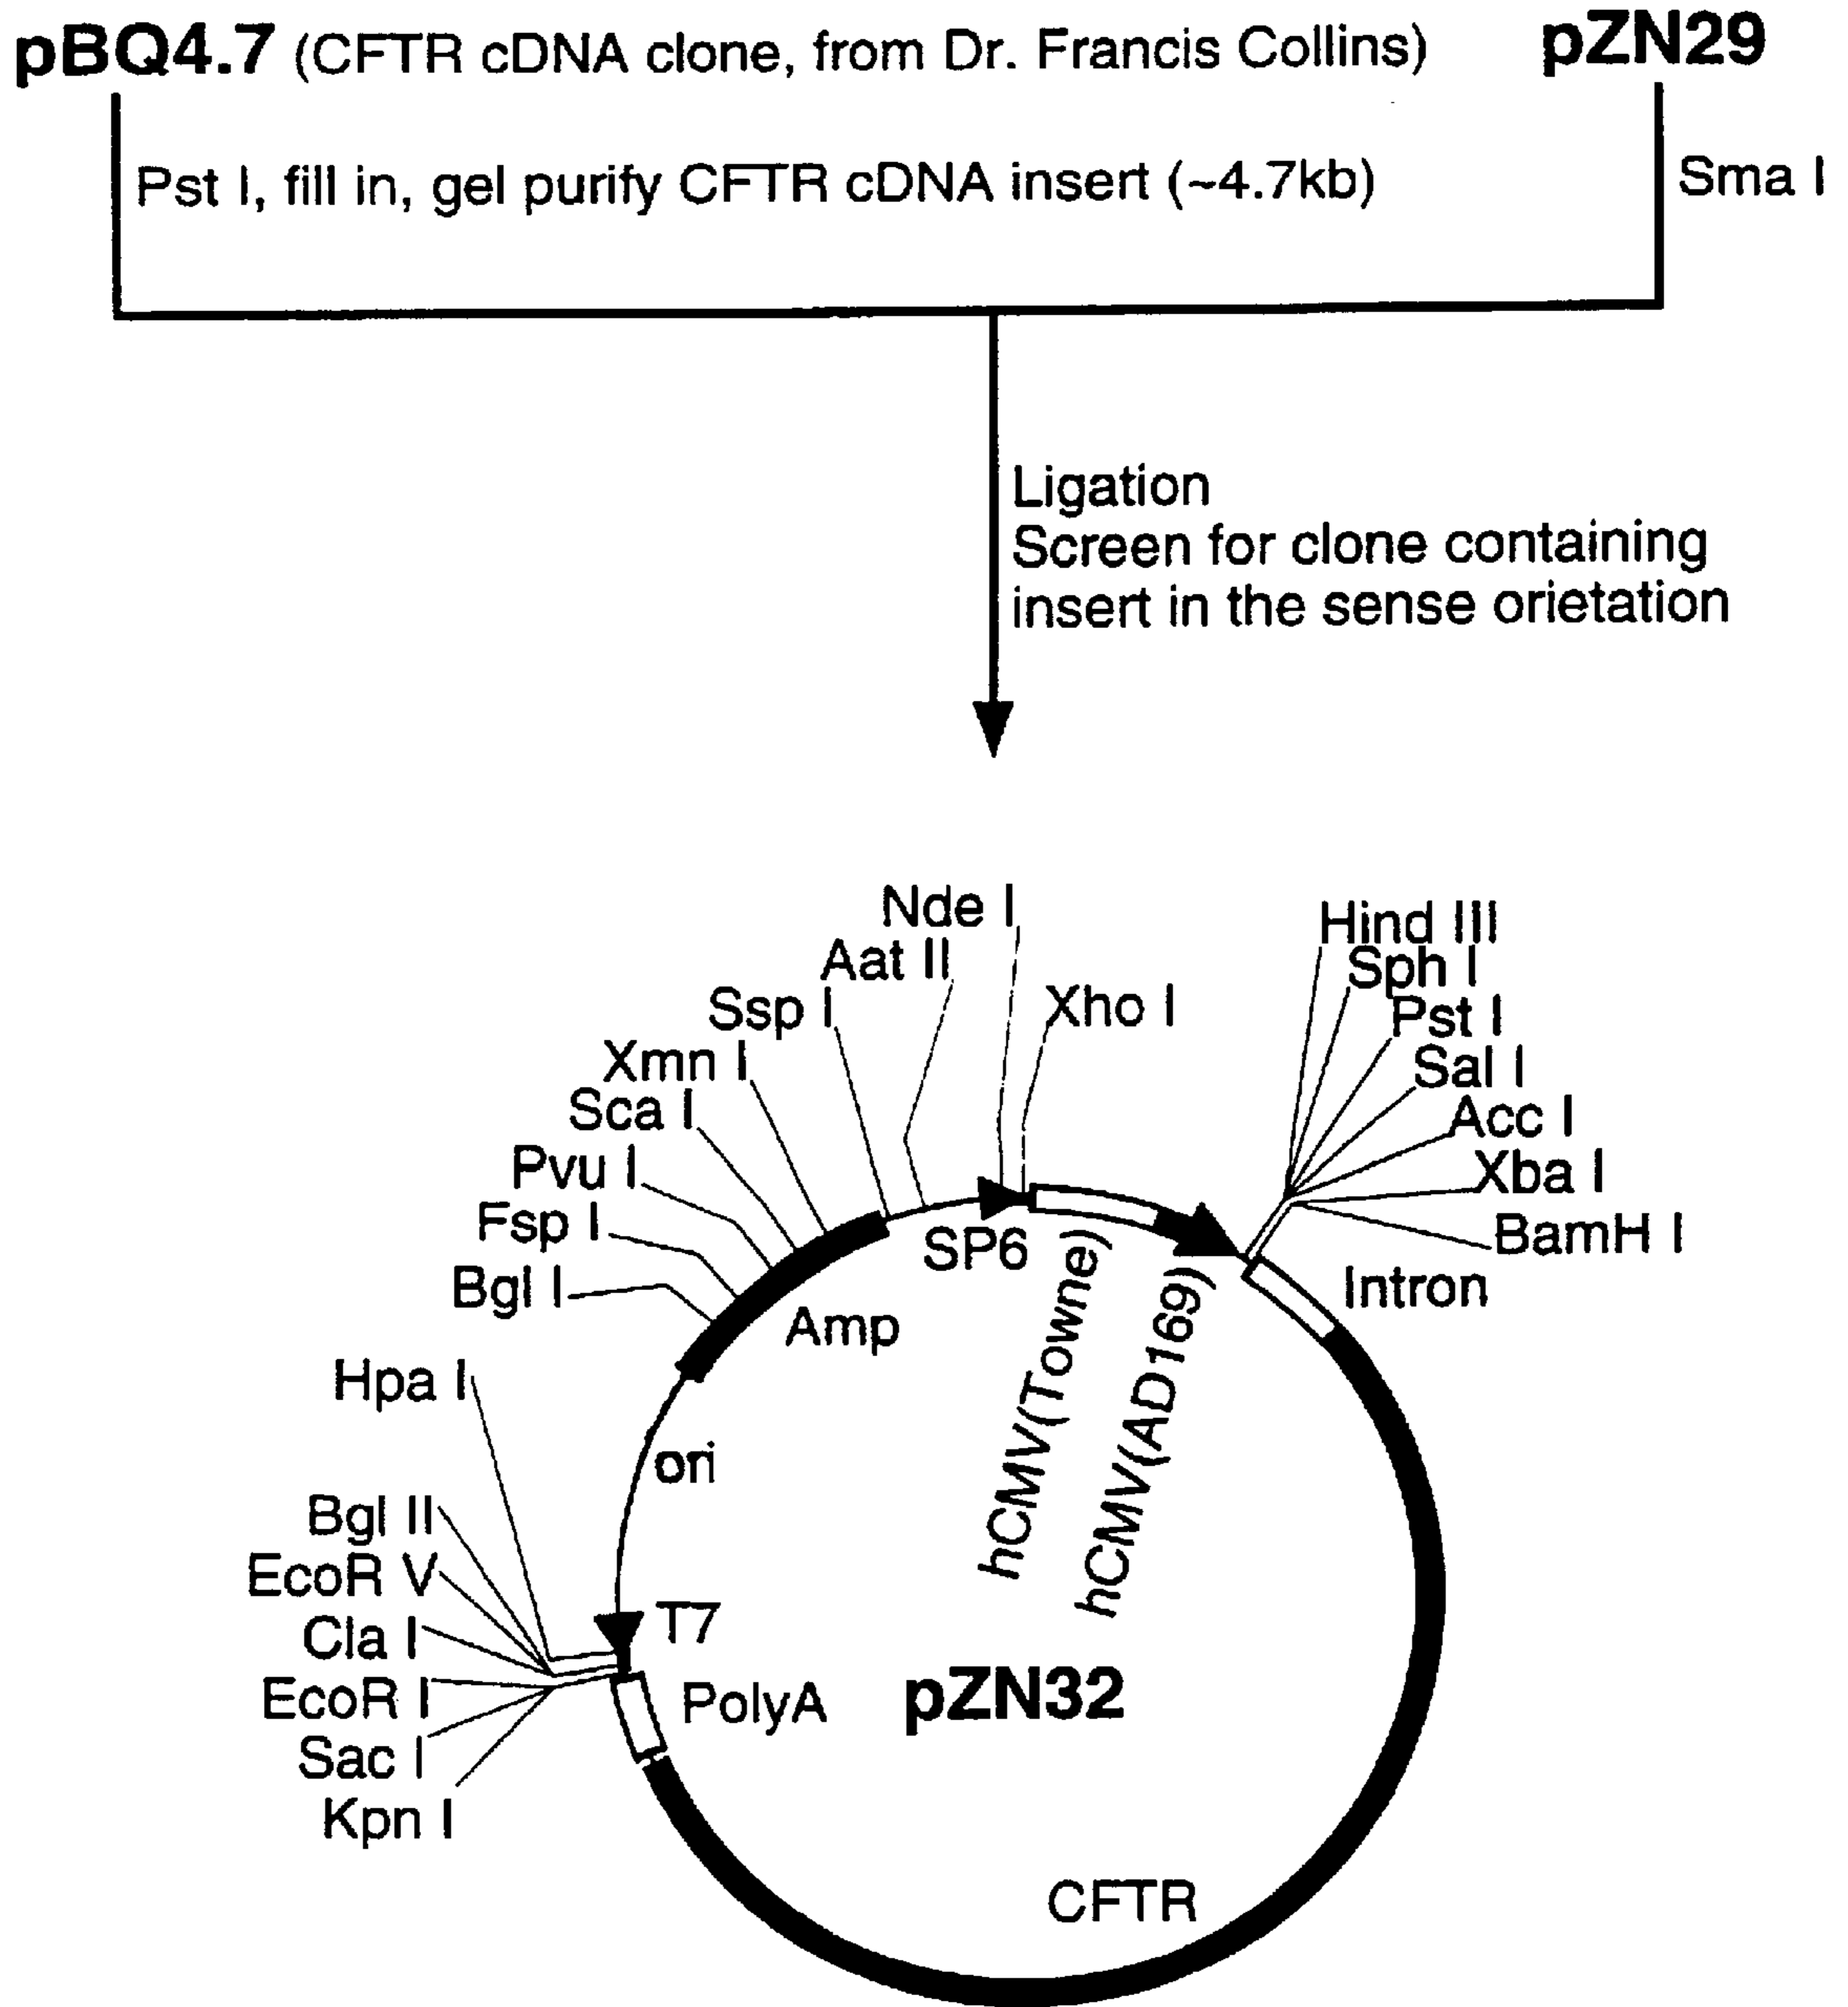 pBQ4.7 (CFTR cDNA clone, from Dr. Francis Collins)
pZN29
Pst I, fill in, gel purify CFTR cDNA insert (~4.7kb)
Sma I
Ligation
Screen for clone containing
insert in the sense orietation
Nde I
Aat II
Ssp I
Xmn I
Sca I
Pvu I
Fsp I
Bgl I
Xho I
Hind III
Sph I
Pst I
Sal I
Acc I
Xba I
BamH I
SP6
Amp
Intron
hCMV(Towne)
hCMV(AD169)
Hpa I
ori
Bgl II
EcoR V
Cla I
EcoR I
Sac I
Kpn I
T7
PolyA
pZN32
CFTR